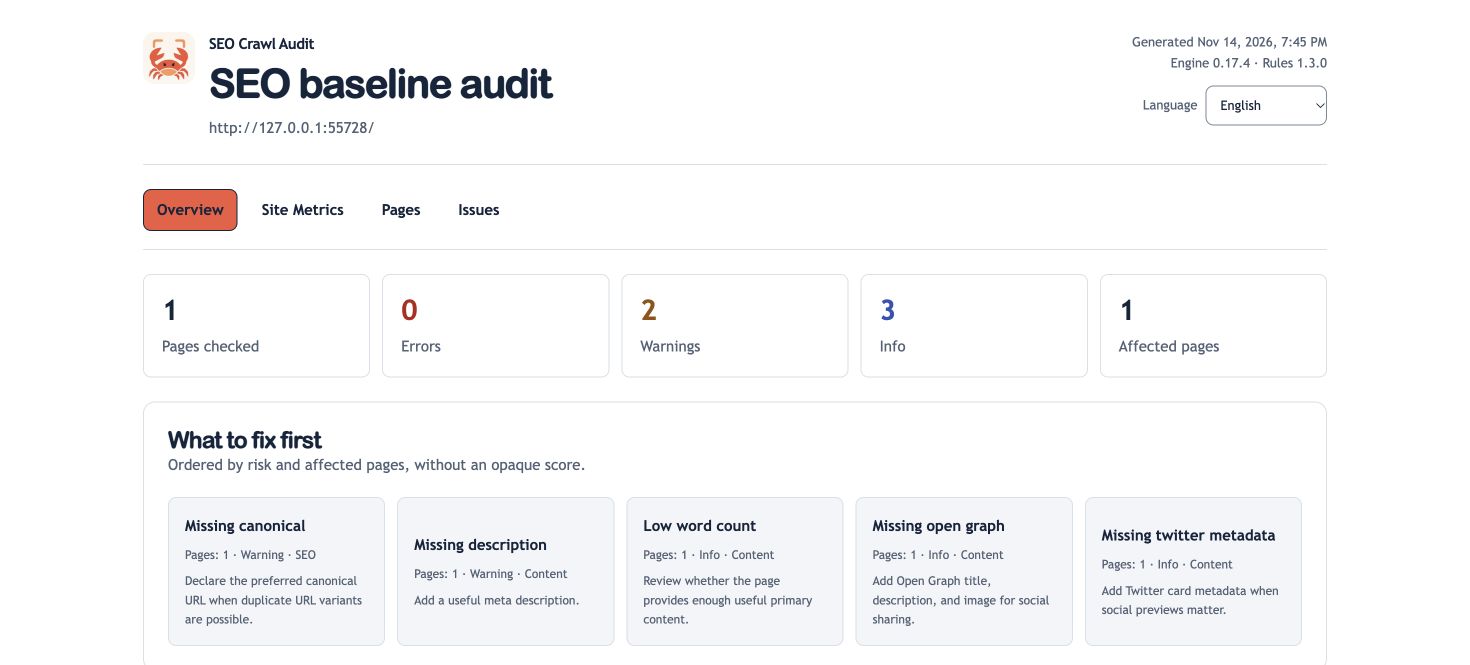 SEO Crawl Audit
SEO baseline audit
http://127.0.0.1:55728/
Generated Nov 14, 2026, 7:45 PM
Engine 0.17.4 · Rules 1.3.0
Language
English
Overview
Site Metrics
Pages
Issues
1
Pages checked
0
Errors
2
Warnings
3
Info
1
Affected pages
What to fix first
Ordered by risk and affected pages, without an opaque score.
Missing canonical
Pages: 1 · Warning · SEO
Declare the preferred canonical
URL when duplicate URL variants
are possible.
Missing description
Pages: 1 · Warning · Content
Add a useful meta description.
Low word count
Pages: 1 · Info · Content
Review whether the page
provides enough useful primary
content.
Missing open graph
Pages: 1 · Info · Content
Add Open Graph title,
description, and image for social
sharing.
Missing twitter metadata
Pages: 1 · Info · Content
Add Twitter card metadata when
social previews matter.